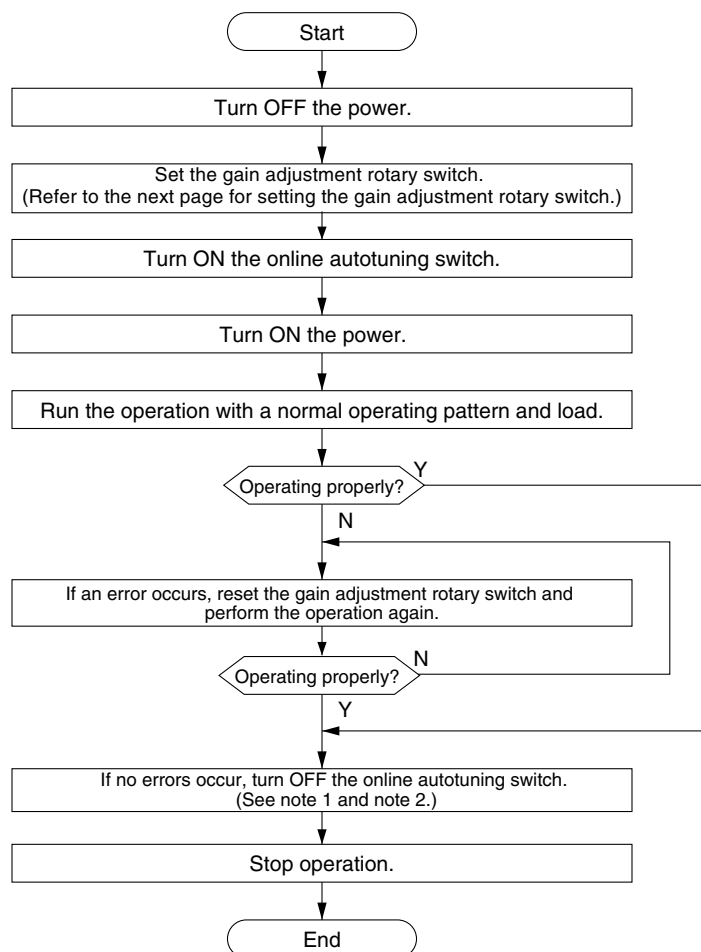 Start
Turn OFF the power.
Set the gain adjustment rotary switch.
(Refer to the next page for setting the gain adjustment rotary switch.)
Turn ON the online autotuning switch.
Turn ON the power.
Run the operation with a normal operating pattern and load.
Operating properly?
Y
N
If an error occurs, reset the gain adjustment rotary switch and
perform the operation again.
Operating properly?
N
Y
If no errors occur, turn OFF the online autotuning switch.
(See note 1 and note 2.)
Stop operation.
End